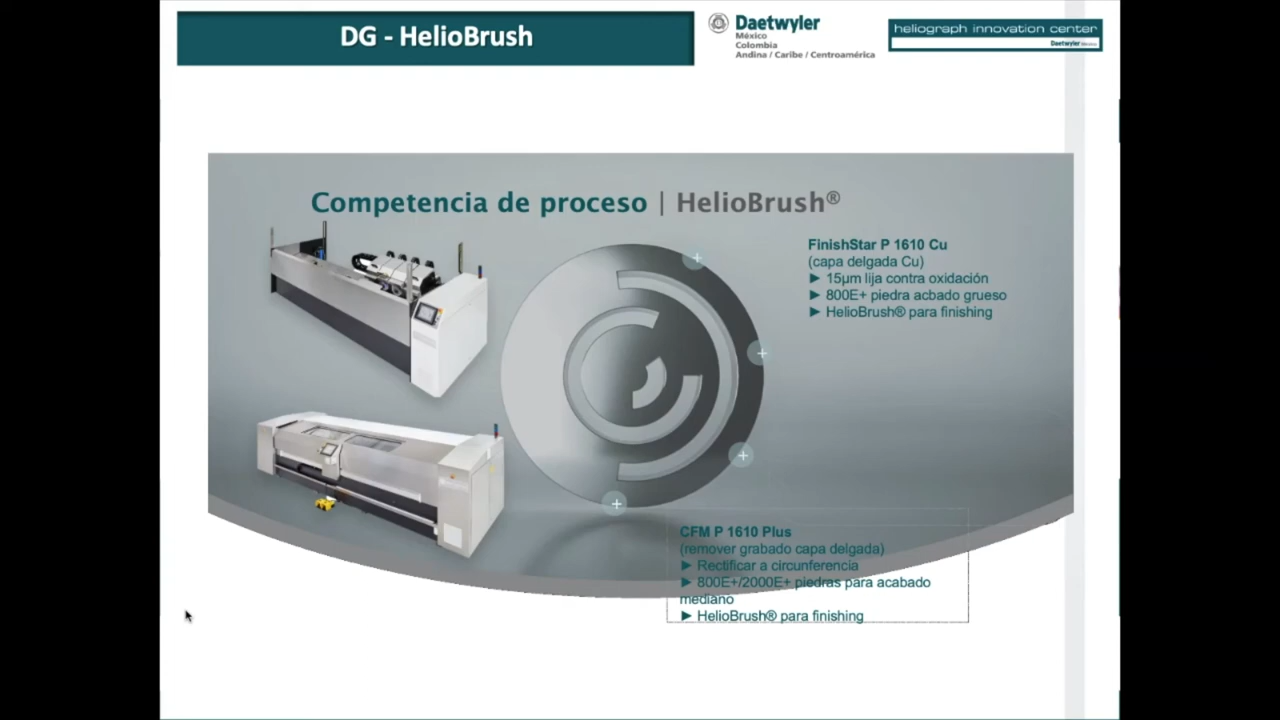 DG - HelioBrush
Daetwyler
México
Colombia
Andina / Caribe / Centroamérica
heliograph innovation center
Daetwyler
Competencia de proceso | HelioBrush®
FinishStar P 1610 Cu
(capa delgada Cu)
► 15µm lija contra oxidación
► 800E+ piedra acbado grueso
► HelioBrush® para finishing
CFM P 1610 Plus
(remover grabado capa delgada)
► Rectificar a circunferencia
► 800E+/2000E+ piedras para acabado
mediano
► HelioBrush® para finishing